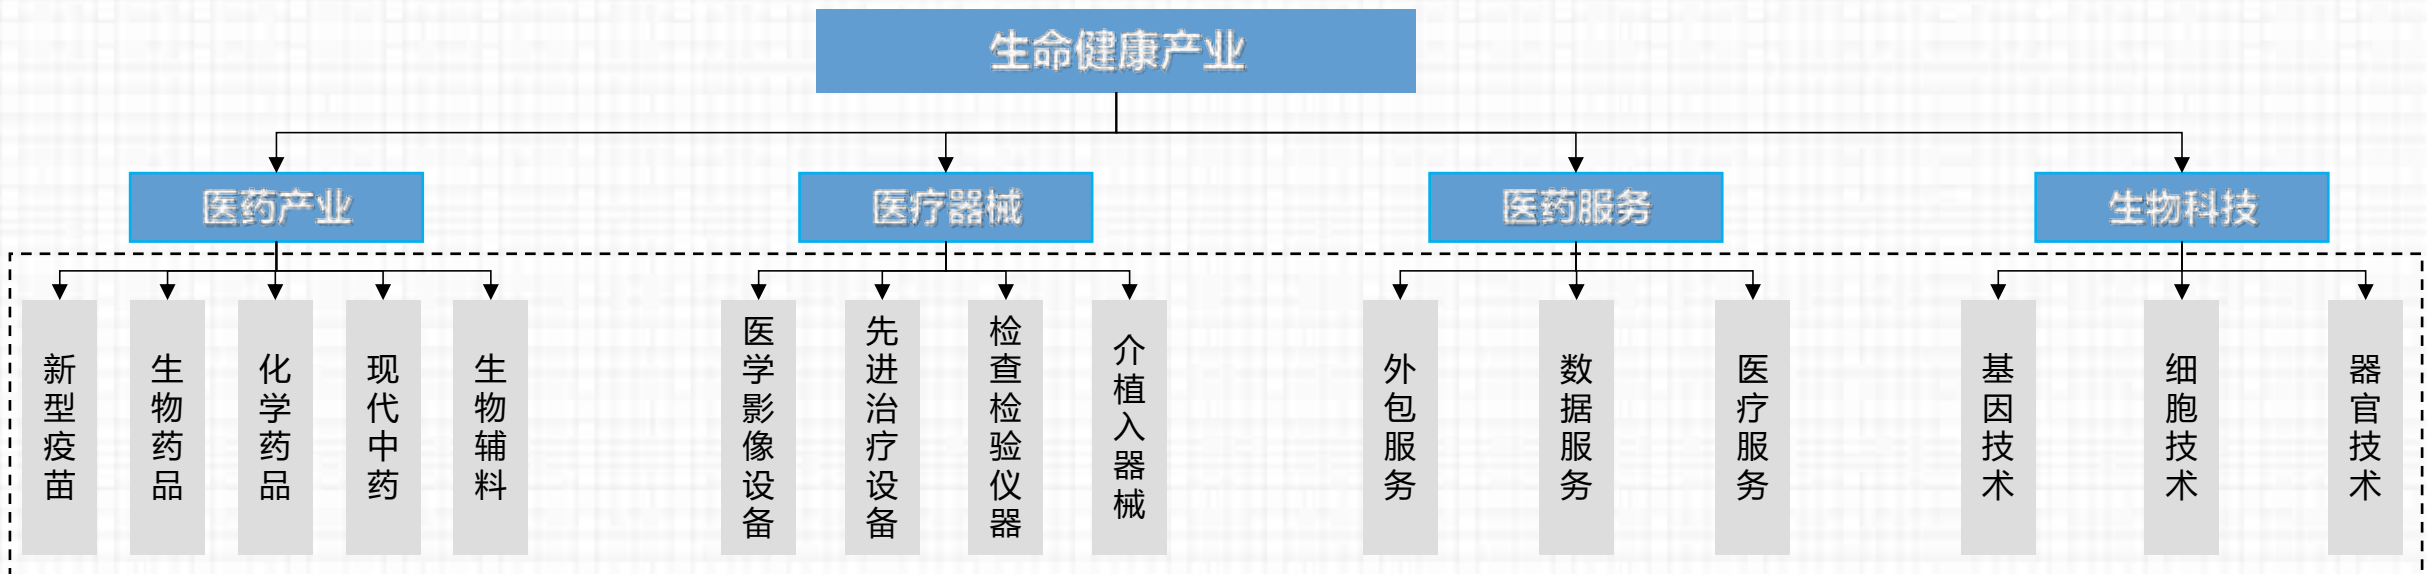 生命健康产业
医药产业
医疗器械
医药服务
生物科技
新型疫苗
生物药品
化学药品
现代中药
生物辅料
医学影像设备
先进治疗设备
检查检验仪器
介植入器械
外包服务
数据服务
医疗服务
基因技术
细胞技术
器官技术